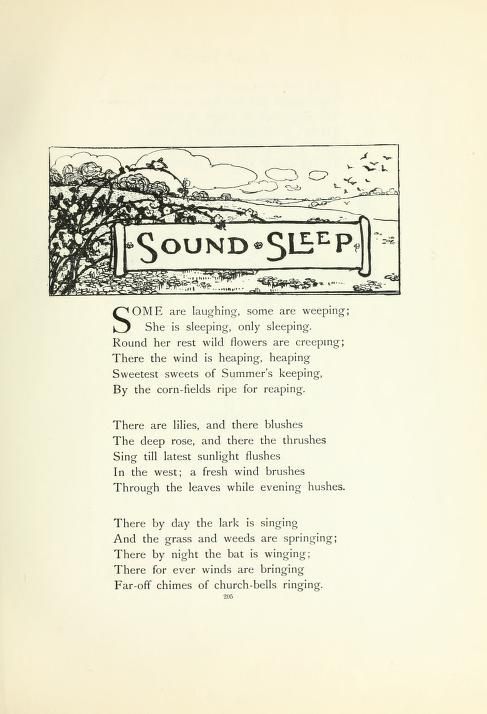 SOUND SLEEP
SOME are laughing, some are weeping;
She is sleeping, only sleeping.
Round her rest wild flowers are creeping;
There the wind is heaping, heaping
Sweetest sweets of Summer's keeping,
By the corn-fields ripe for reaping.
There are lilies, and there blushes
The deep rose, and there the thrushes
Sing till latest sunlight flushes
In the west; a fresh wind brushes
Through the leaves while evening hushes.
There by day the lark is singing
And the grass and weeds are springing;
There by night the bat is winging;
There for ever winds are bringing
Far-off chimes of church-bells ringing.
205